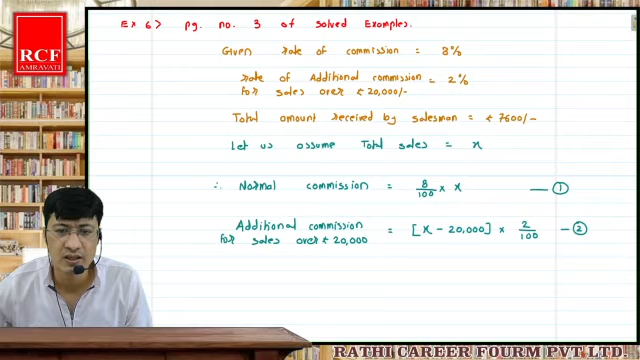 RCF
AMRAVATI
Ex 6> pg. no. 3 of Solved Examples.
Given rate of commission = 8%
Rate of Additional commission = 2%
for sales over ₹ 20,000/-
Total amount received by salesman = ₹ 7600/-
Let us assume Total sales = x
∴ Normal commission = 8/100 × x — ①
Additional commission = [x - 20,000] × 2/100 — ②
for sales over ₹ 20,000
RATHI CAREER FOURM PVT LTD